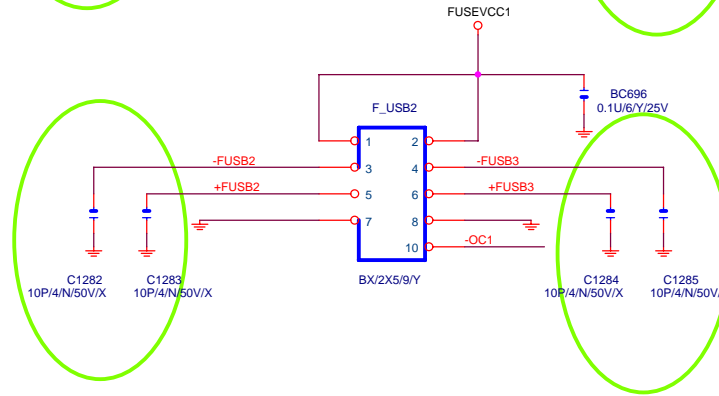 FUSEVCC1
BC696
0.1U/6/Y/25V
F_USB2
1
2
-FUSB2
3
4
-FUSB3
+FUSB2
5
6
+FUSB3
7
8
10
-OC1
BX/2X5/9/Y
C1282
10P/4/N/50V/X
C1283
10P/4/N/50V/X
C1284
10P/4/N/50V/X
C1285
10P/4/N/50V/